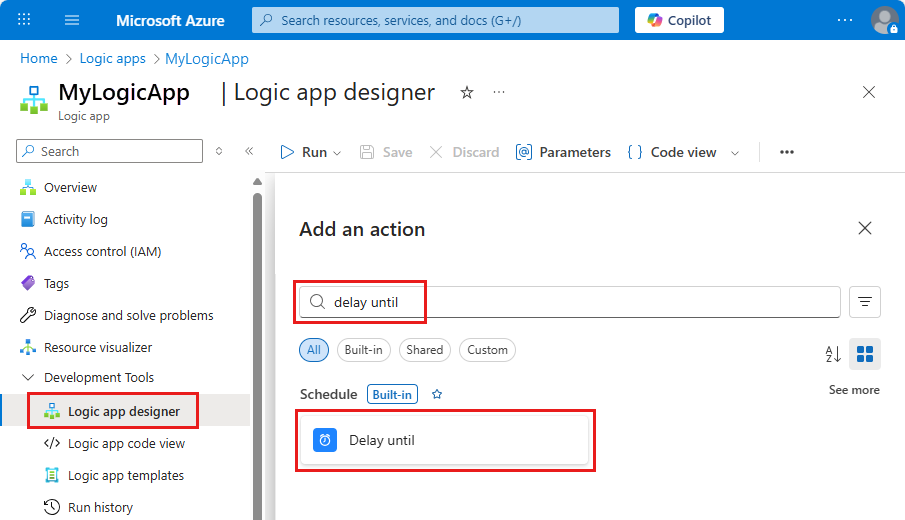 Microsoft Azure
Search resources, services, and docs (G+/)
Copilot
Home > Logic apps > MyLogicApp
MyLogicApp | Logic app designer
Logic app
Search
Run
Save
Discard
Parameters
Code view
Overview
Activity log
Access control (IAM)
Tags
Diagnose and solve problems
Resource visualizer
Development Tools
Logic app designer
Logic app code view
Logic app templates
Run history
Add an action
delay until
All
Built-in
Shared
Custom
Schedule Built-in
See more
Delay until